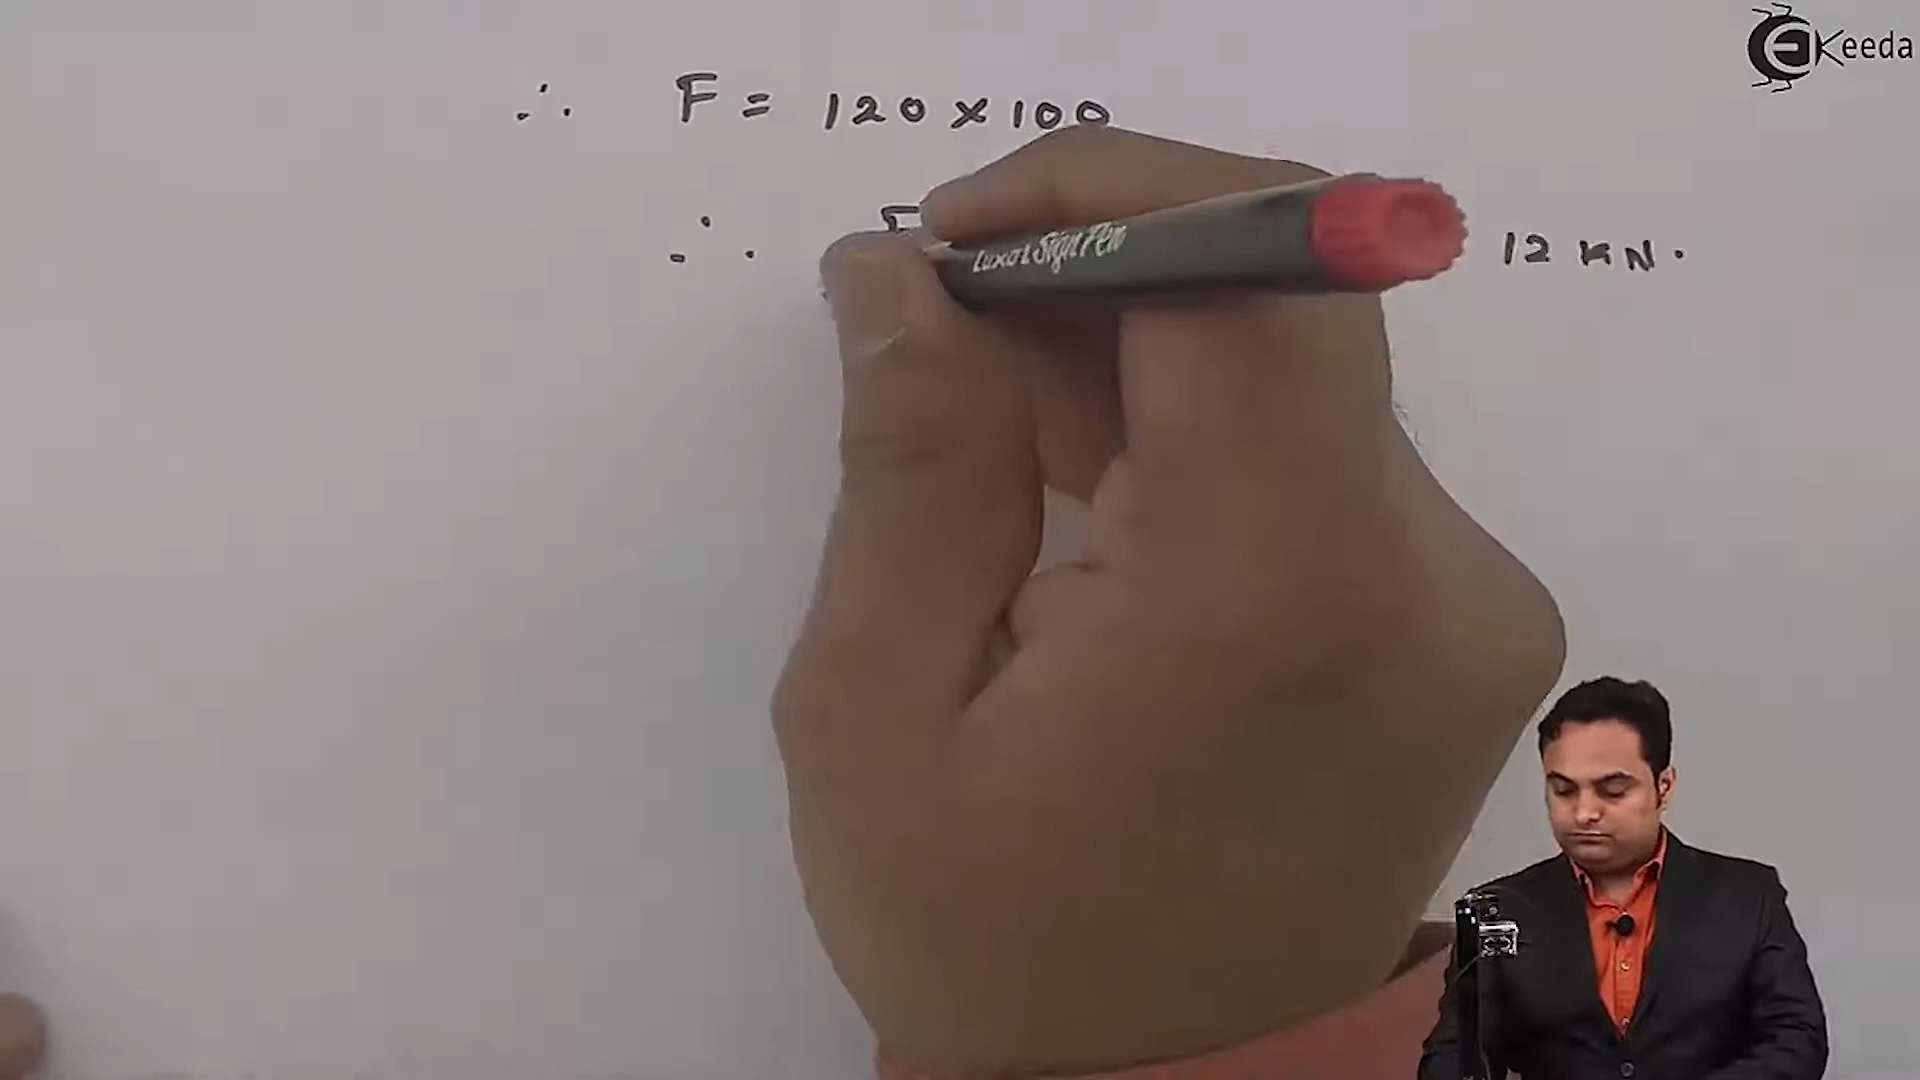 EKeeda
∴ F = 120 x 100
∴ F 12 KN.
Luxor Sign Pen